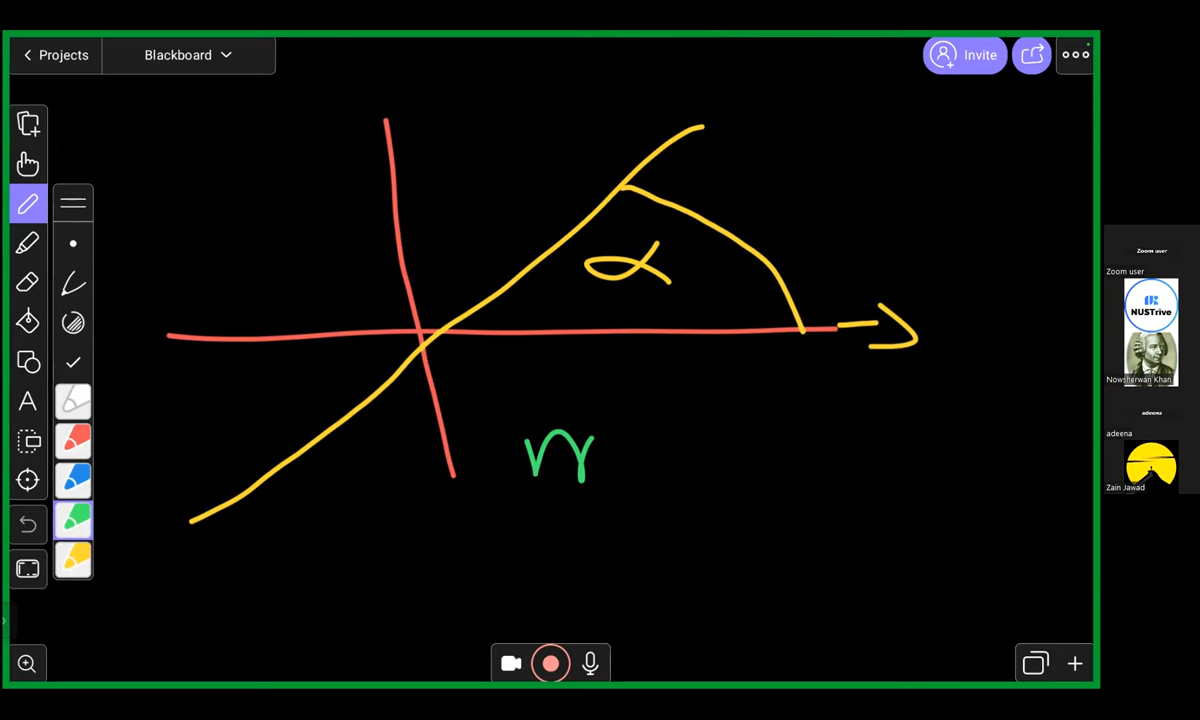 Projects
Blackboard
Invite
α
A
Zoom user
Zoom user
NUSTrive
Nowsherwan Khan
adeena
adeena
Zain Jawad